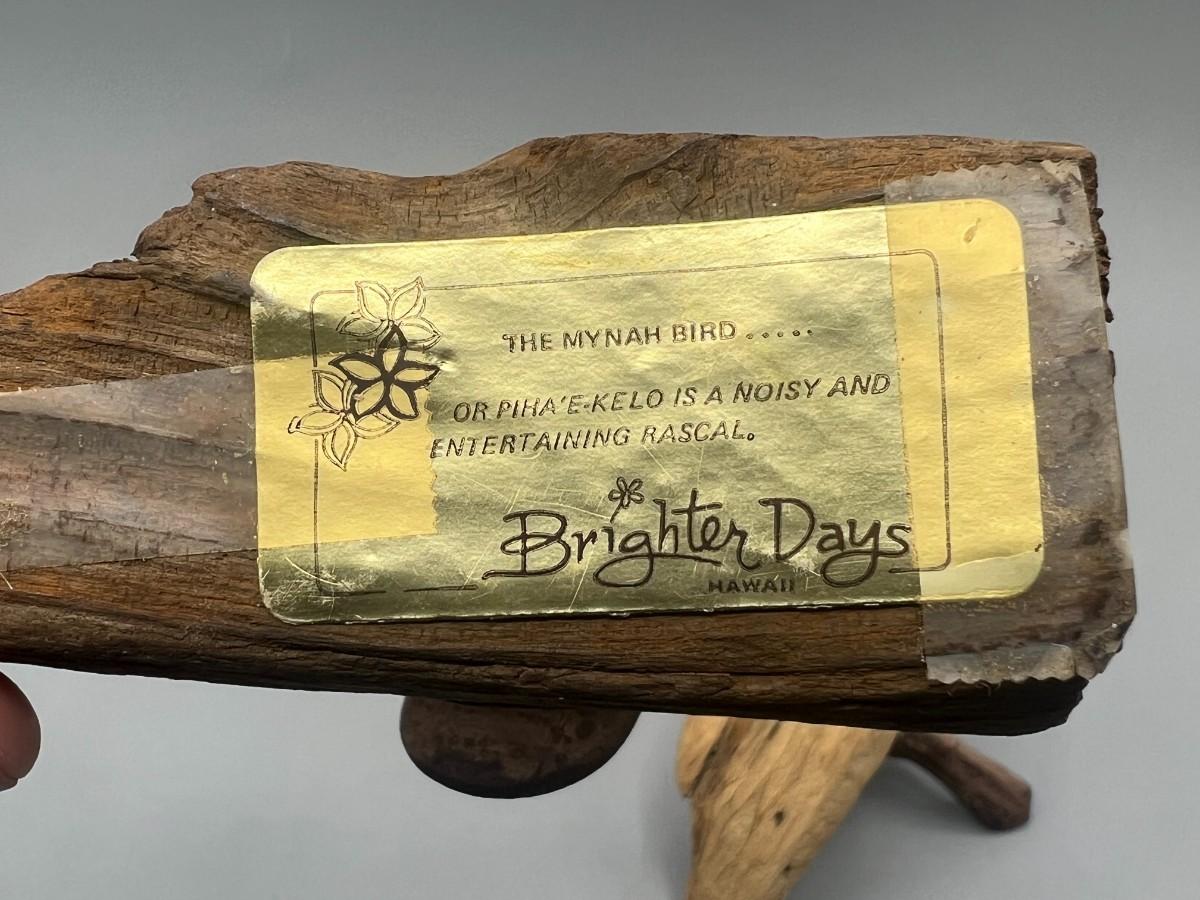 THE MYNAH BIRD . . . . .
OR PIHA'E-KELO IS A NOISY AND
ENTERTAINING RASCAL.
Brighter Days
HAWAII